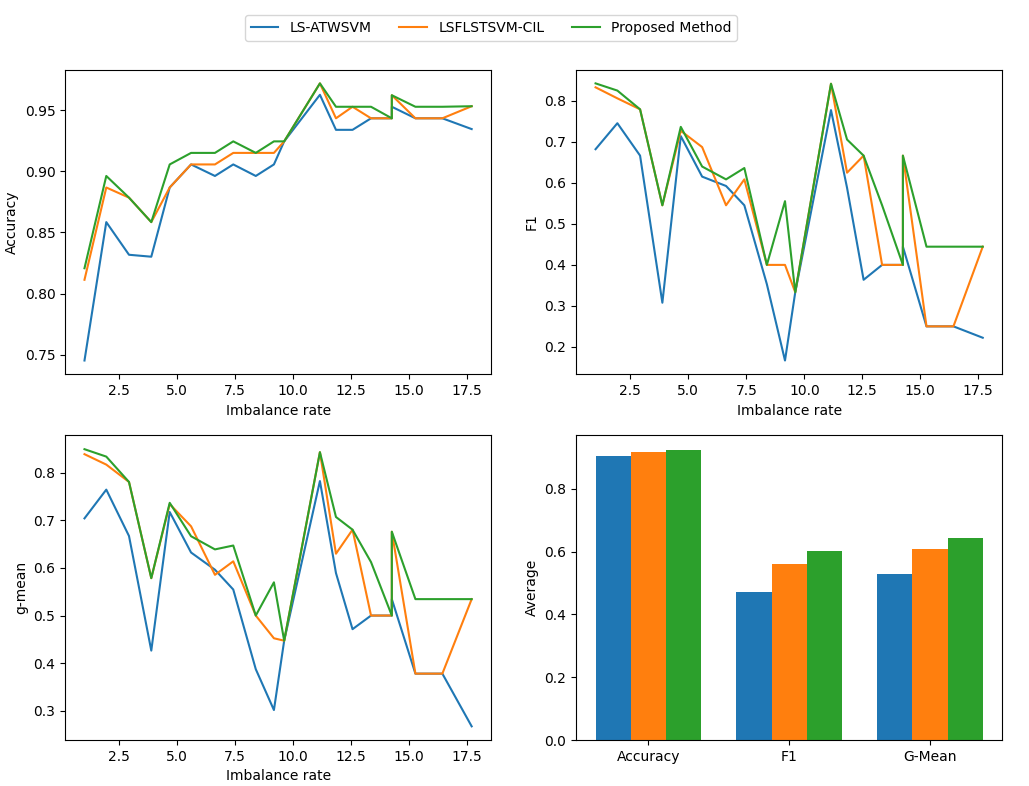 LS-ATWSVM LSFLSTSVM-CIL Proposed Method
Accuracy
0.95
0.90
0.85
0.80
0.75
2.5 5.0 7.5 10.0 12.5 15.0 17.5
Imbalance rate
F1
0.8
0.7
0.6
0.5
0.4
0.3
0.2
2.5 5.0 7.5 10.0 12.5 15.0 17.5
Imbalance rate
g-mean
0.8
0.7
0.6
0.5
0.4
0.3
2.5 5.0 7.5 10.0 12.5 15.0 17.5
Imbalance rate
Average
0.8
0.6
0.4
0.2
0.0
Accuracy F1 G-Mean